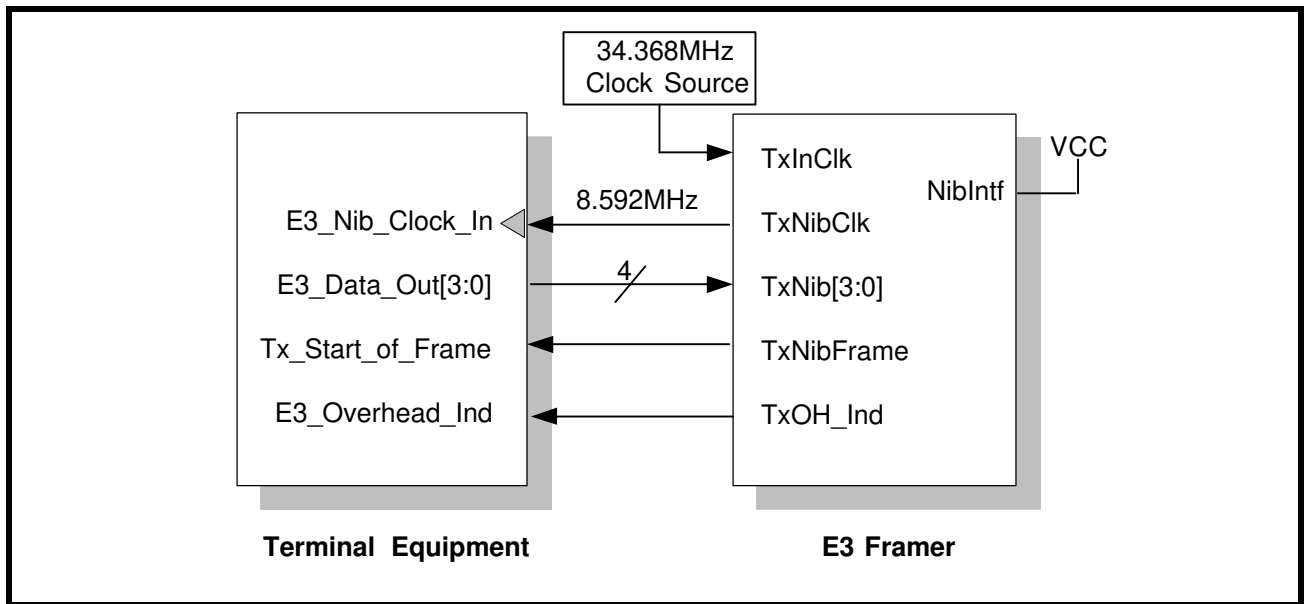 34.368MHz
Clock Source
TxInClk
VCC
NibIntf
8.592MHz
E3_Nib_Clock_In
TxNibClk
4
E3_Data_Out[3:0]
TxNib[3:0]
Tx_Start_of_Frame
TxNibFrame
E3_Overhead_Ind
TxOH_Ind
Terminal Equipment
E3 Framer